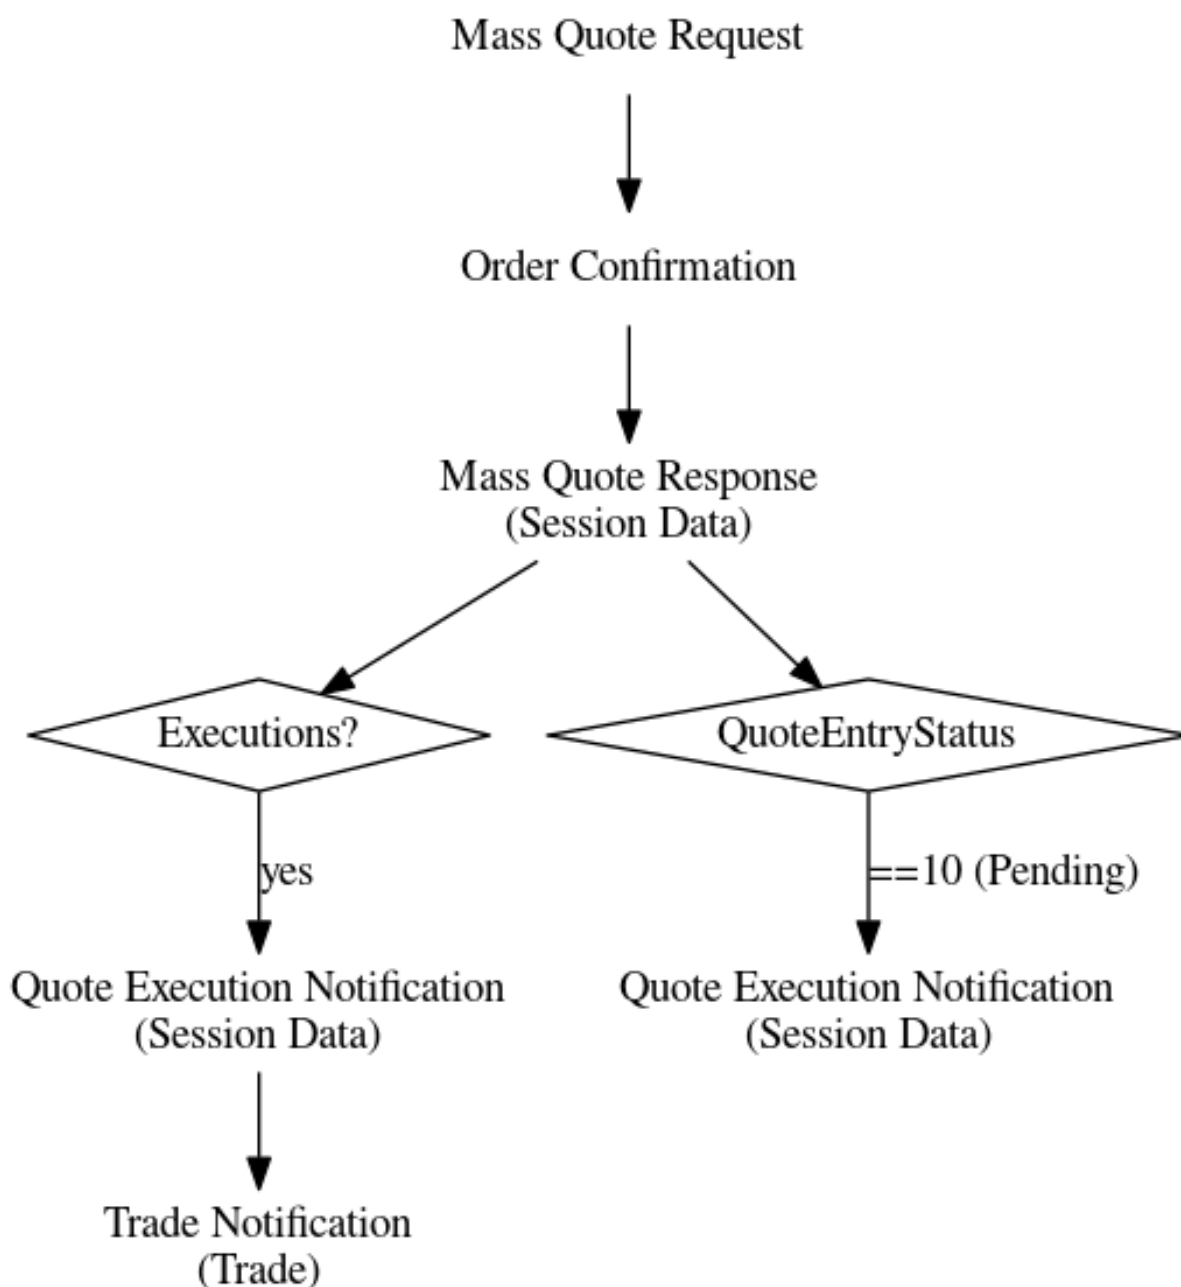 Mass Quote Request
Order Confirmation
Mass Quote Response
(Session Data)
Executions?
QuoteEntryStatus
yes
==10 (Pending)
Quote Execution Notification
(Session Data)
Quote Execution Notification
(Session Data)
Trade Notification
(Trade)